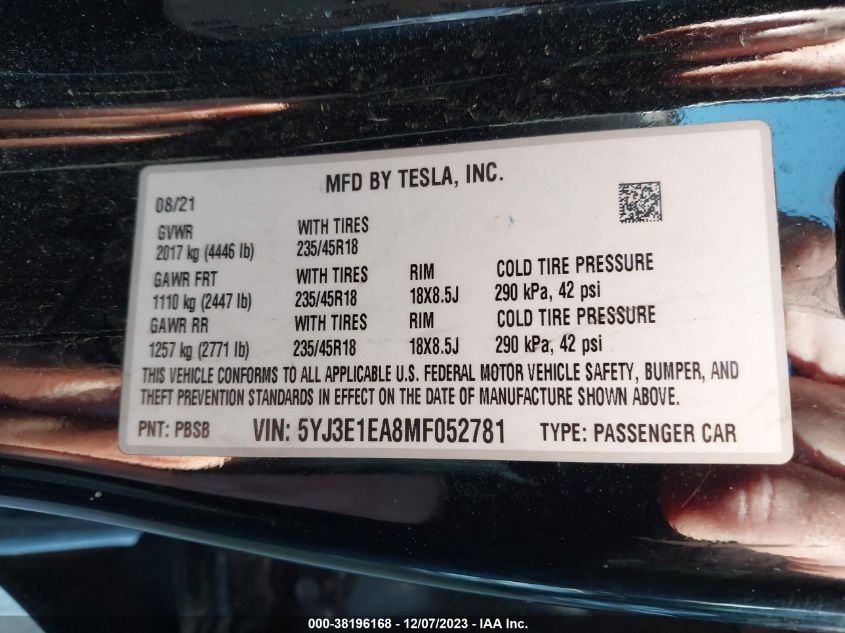 MFD BY TESLA, INC.
08/21
GVWR WITH TIRES
2017 kg (4446 lb) 235/45R18
GAWR FRT WITH TIRES RIM COLD TIRE PRESSURE
1110 kg (2447 lb) 235/45R18 18X8.5J 290 kPa, 42 psi
GAWR RR WITH TIRES RIM COLD TIRE PRESSURE
1257 kg (2771 lb) 235/45R18 18X8.5J 290 kPa, 42 psi
THIS VEHICLE CONFORMS TO ALL APPLICABLE U.S. FEDERAL MOTOR VEHICLE SAFETY, BUMPER, AND
THEFT PREVENTION STANDARDS IN EFFECT ON THE DATE OF MANUFACTURE SHOWN ABOVE.
PNT: PBSB VIN: 5YJ3E1EA8MF052781 TYPE: PASSENGER CAR
000-38196168 - 12/07/2023 - IAA Inc.